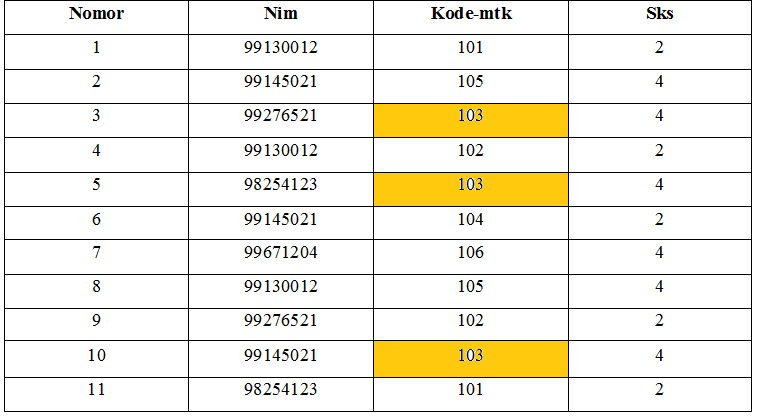 Nomor Nim Kode-mtk Sks
1 99130012 101 2
2 99145021 105 4
3 99276521 103 4
4 99130012 102 2
5 98254123 103 4
6 99145021 104 2
7 99671204 106 4
8 99130012 105 4
9 99276521 102 2
10 99145021 103 4
11 98254123 101 2